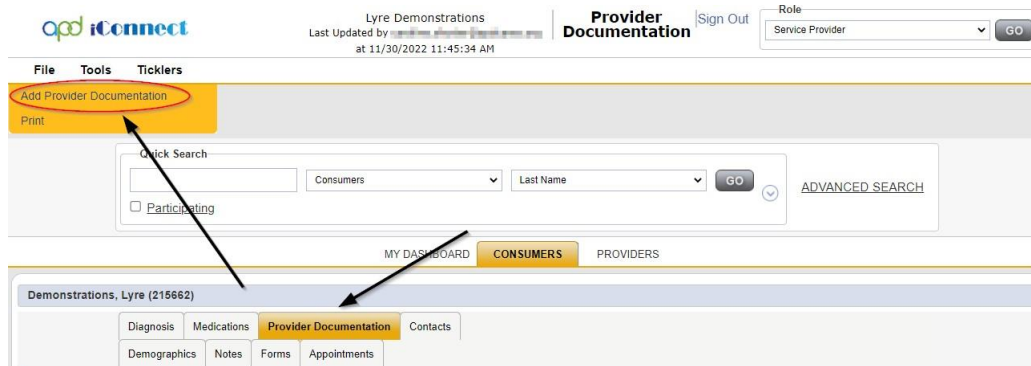 apd iConnect
Lyre Demonstrations
Last Updated by
at 11/30/2022 11:45:34 AM
Provider
Documentation
Sign Out
Role
Service Provider
GO
File Tools Ticklers
Add Provider Documentation
Print
Quick Search
Consumers
Last Name
GO
ADVANCED SEARCH
Participating
MY DASHBOARD CONSUMERS PROVIDERS
Demonstrations, Lyre (215662)
Diagnosis Medications Provider Documentation Contacts
Demographics Notes Forms Appointments